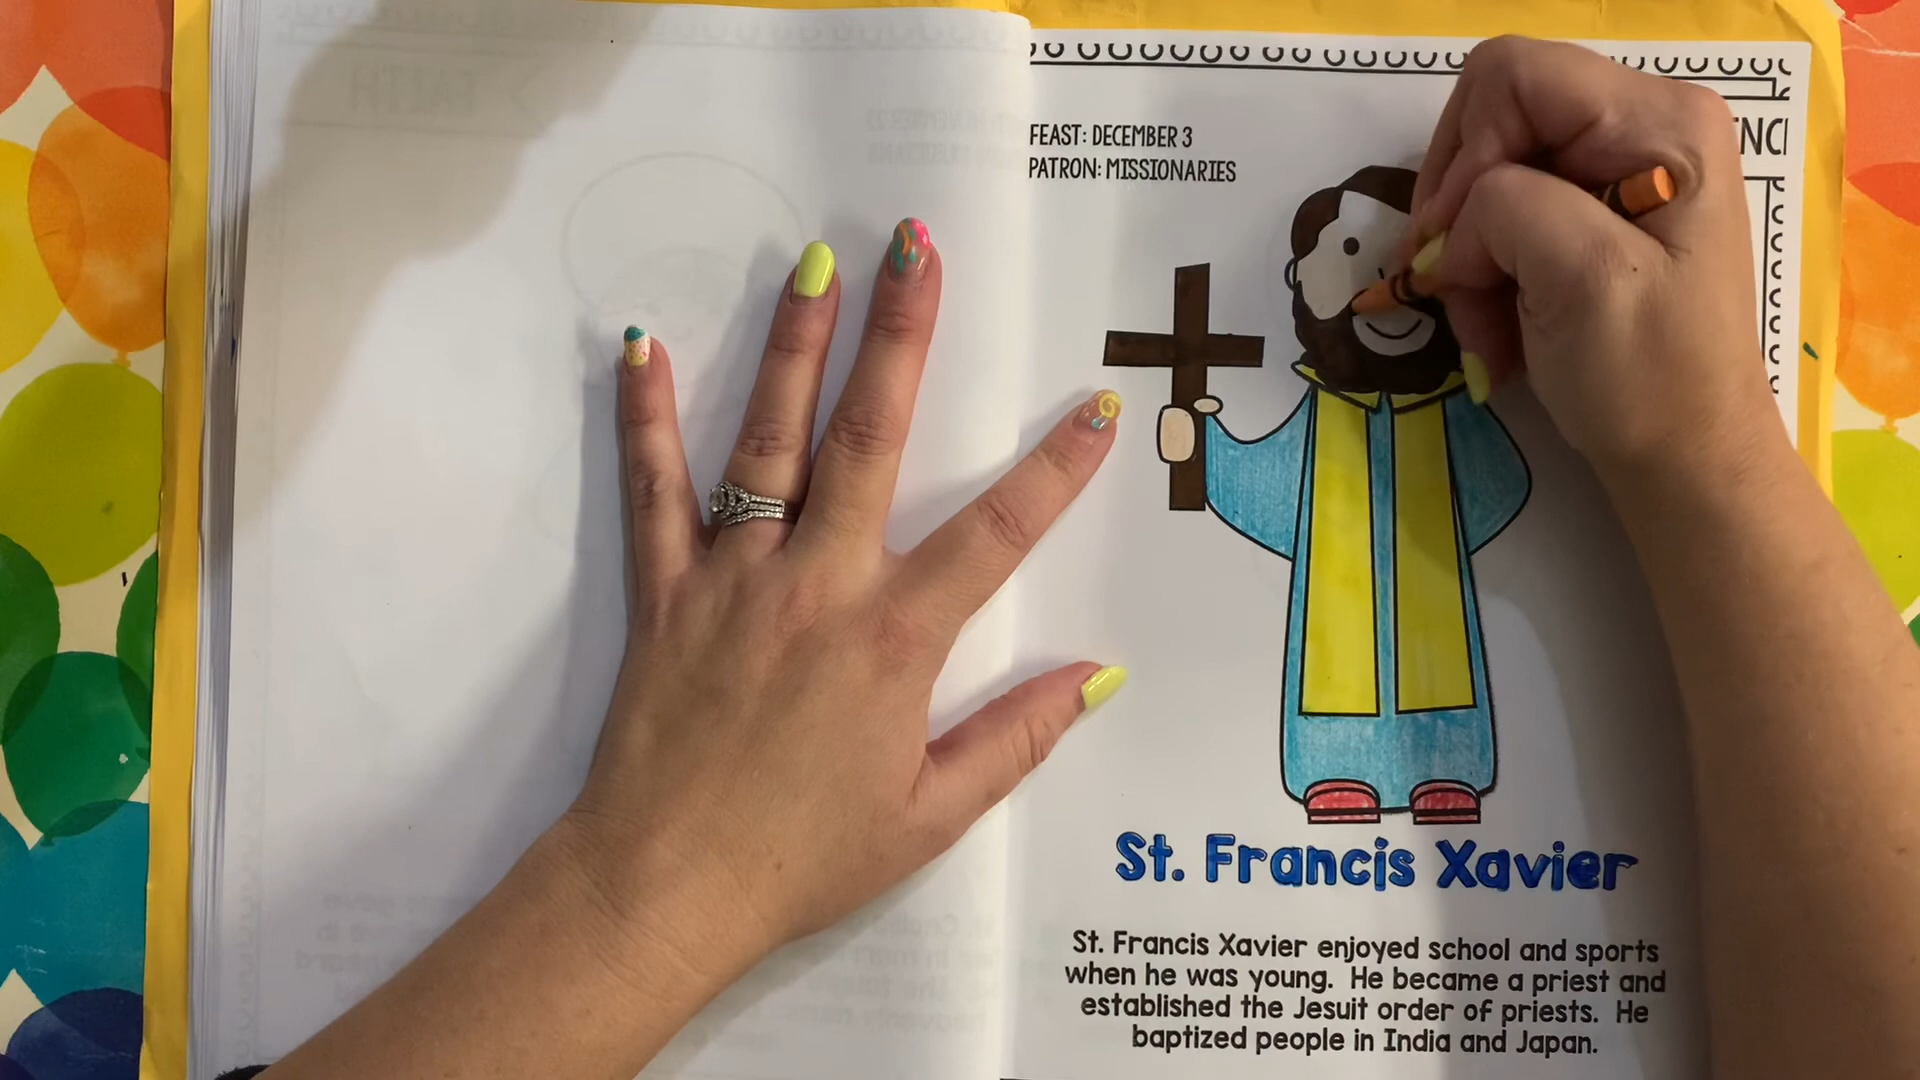 FEAST: DECEMBER 3
PATRON: MISSIONARIES
St. Francis Xavier
St. Francis Xavier enjoyed school and sports
when he was young. He became a priest and
established the Jesuit order of priests. He
baptized people in India and Japan.
FAITH